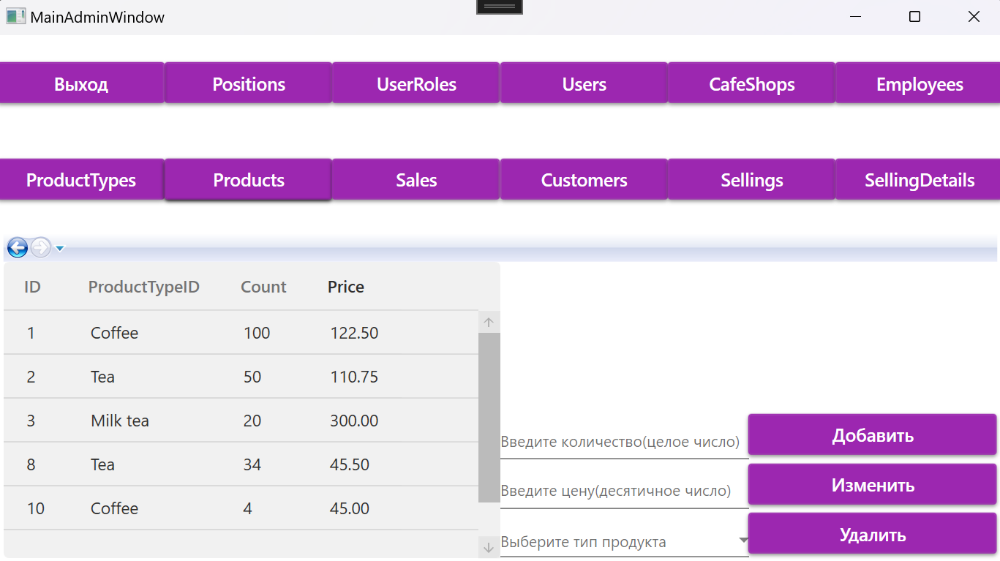 MainAdminWindow
Выход Positions UserRoles Users CafeShops Employees
ProductTypes Products Sales Customers Sellings SellingDetails
ID ProductTypeID Count Price
1 Coffee 100 122.50
2 Tea 50 110.75
3 Milk tea 20 300.00
8 Tea 34 45.50
10 Coffee 4 45.00
Введите количество(целое число) Добавить
Введите цену(десятичное число) Изменить
Выберите тип продукта Удалить